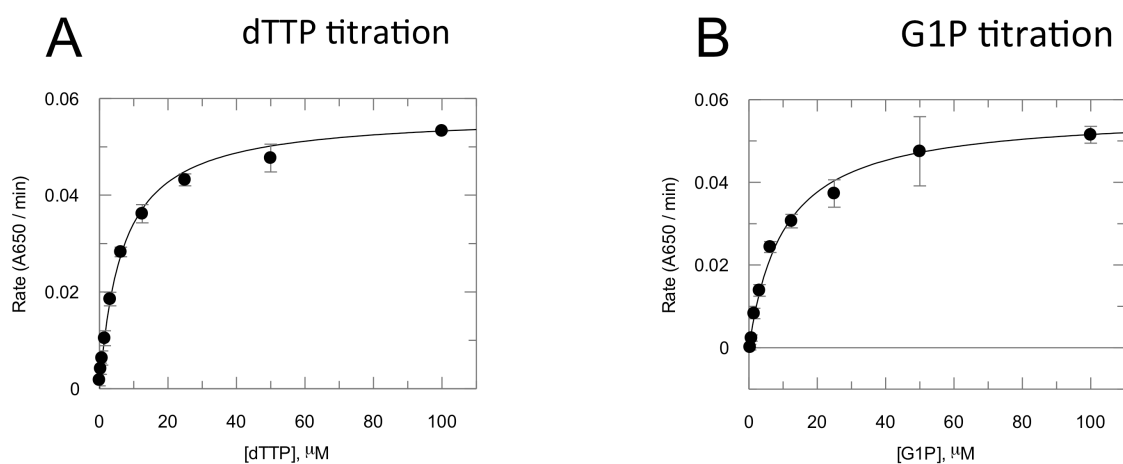 A
dTTP titration
0.06
0.04
0.02
0
Rate (A650 / min)
0 20 40 60 80 100
[dTTP], µM
B
G1P titration
0.06
0.04
0.02
0
Rate (A650 / min)
0 20 40 60 80 100
[G1P], µM